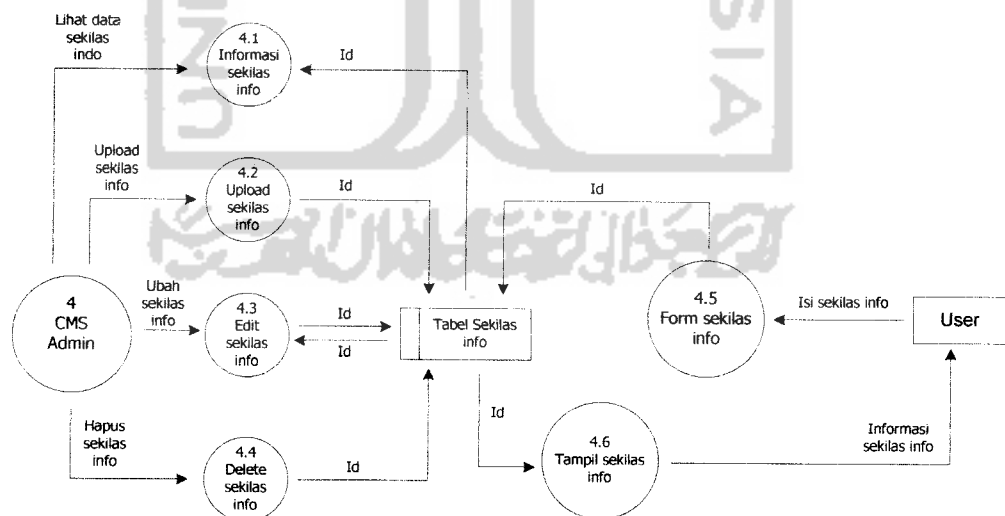 Lihat data
sekilas
indo
4.1
Informasi
sekilas
info
Id
Upload
sekilas
info
4.2
Upload
sekilas
info
Id
Id
4
CMS
Admin
Ubah
sekilas
info
4.3
Edit
sekilas
info
Id
Id
Tabel Sekilas
info
4.5
Form sekilas
info
Isi sekilas info
User
Hapus
sekilas
info
4.4
Delete
sekilas
info
Id
Id
4.6
Tampil sekilas
info
Informasi
sekilas info